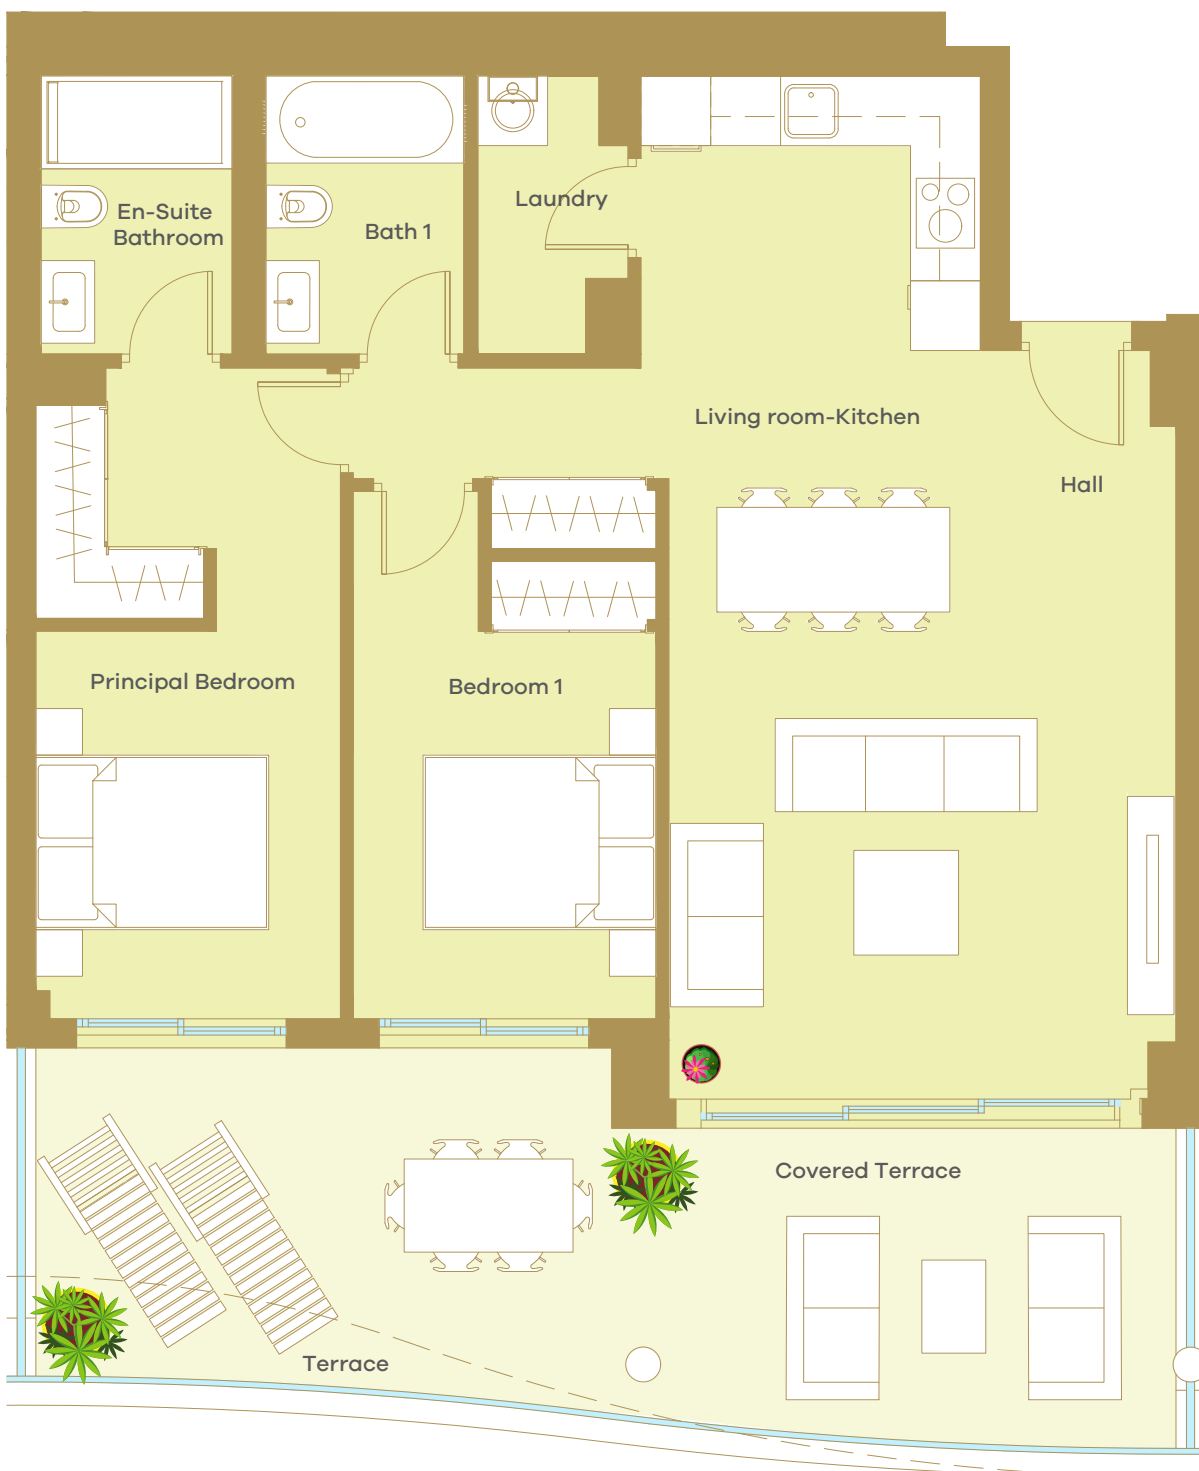 Laundry
En-Suite
Bathroom
Bath 1
Living room-Kitchen
Hall
Principal Bedroom
Bedroom 1
Covered Terrace
Terrace